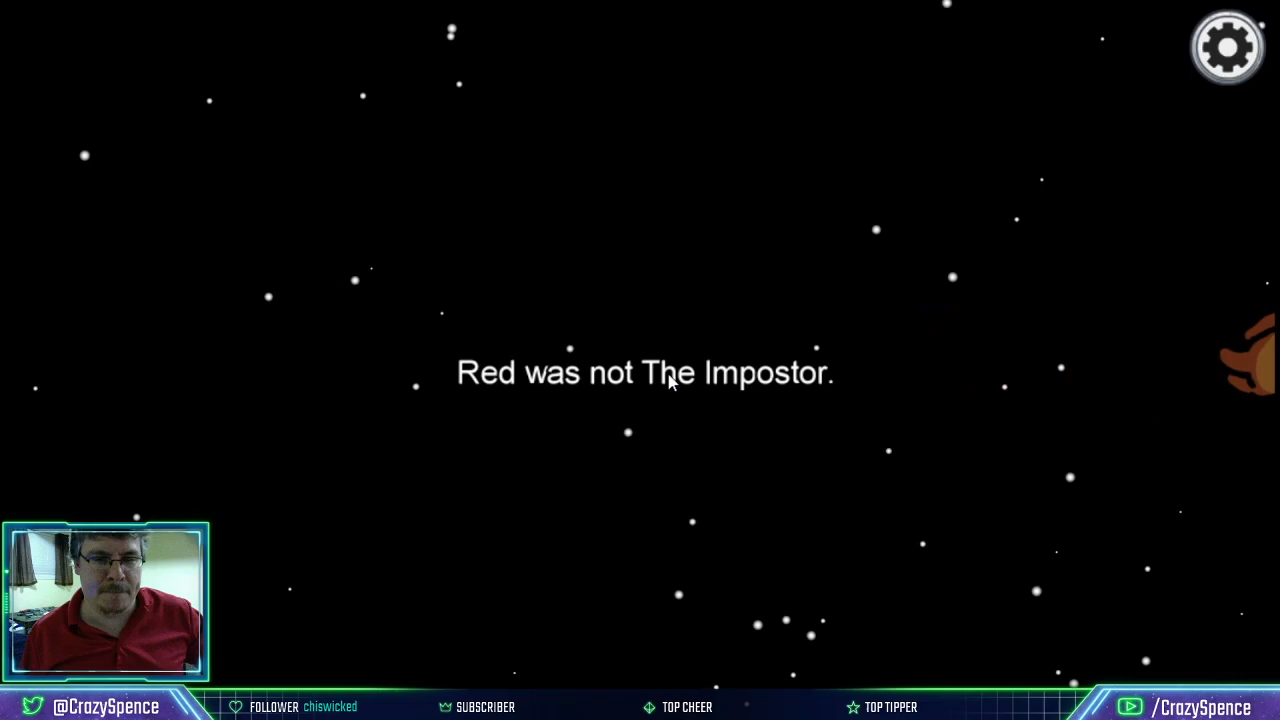 Red was not The Impostor.
@CrazySpence
FOLLOWER chiswicked
SUBSCRIBER
TOP CHEER
TOP TIPPER
/CrazySpence